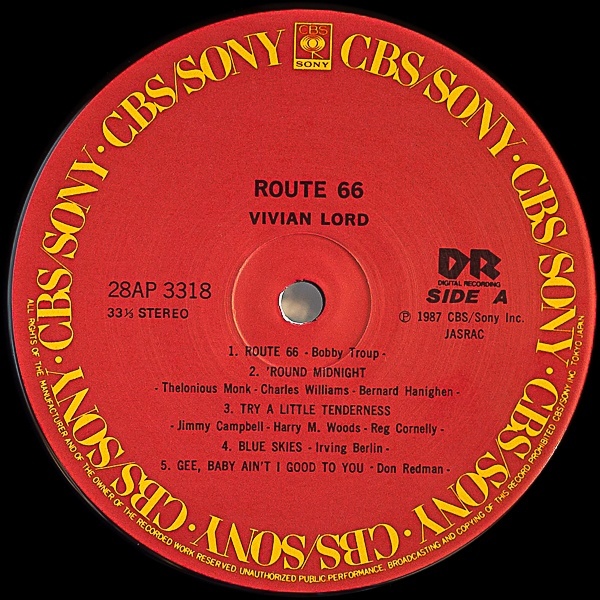 CBS/SONY · CBS/SONY · CBS/SONY · CBS/SONY · CBS/SONY · CBS/SONY · CBS/SONY · CBS/SONY
CBS
SONY
ROUTE 66
VIVIAN LORD
DR
DIGITAL RECORDING
28AP 3318
SIDE A
33⅓ STEREO
Ⓟ 1987 CBS/Sony Inc.
JASRAC
1. ROUTE 66 - Bobby Troup -
2. 'ROUND MIDNIGHT
- Thelonious Monk - Charles Williams - Bernard Hanighen -
3. TRY A LITTLE TENDERNESS
- Jimmy Campbell - Harry M. Woods - Reg Connelly -
4. BLUE SKIES - Irving Berlin -
5. GEE, BABY AIN'T I GOOD TO YOU - Don Redman -
ALL RIGHTS OF THE MANUFACTURER AND OF THE OWNER OF THE RECORDED WORK RESERVED. UNAUTHORIZED PUBLIC PERFORMANCE, BROADCASTING AND COPYING OF THIS RECORD PROHIBITED CBS/SONY INC. TOKYO JAPAN